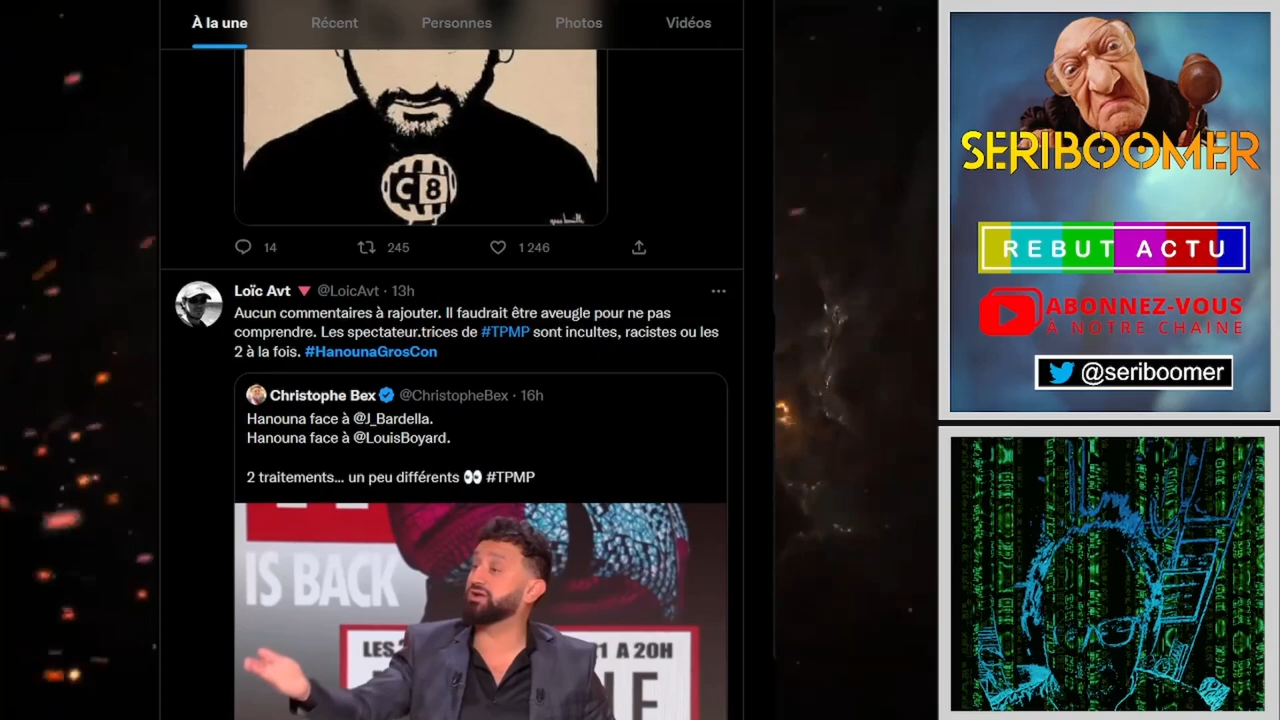 À la une
Récent
Personnes
Photos
Vidéos
C8
14
245
1 246
Loïc Avt @LoicAvt · 13h
Aucun commentaires à rajouter. Il faudrait être aveugle pour ne pas
comprendre. Les spectateur.trices de #TPMP sont incultes, racistes ou les
2 à la fois. #HanounaGrosCon
Christophe Bex @ChristopheBex · 16h
Hanouna face à @J_Bardella.
Hanouna face à @LouisBoyard.
2 traitements... un peu différents 👀 #TPMP
IS BACK
LES
1 A 20H
SERIBOOMER
REBUT ACTU
ABONNEZ-VOUS
À NOTRE CHAINE
@seriboomer